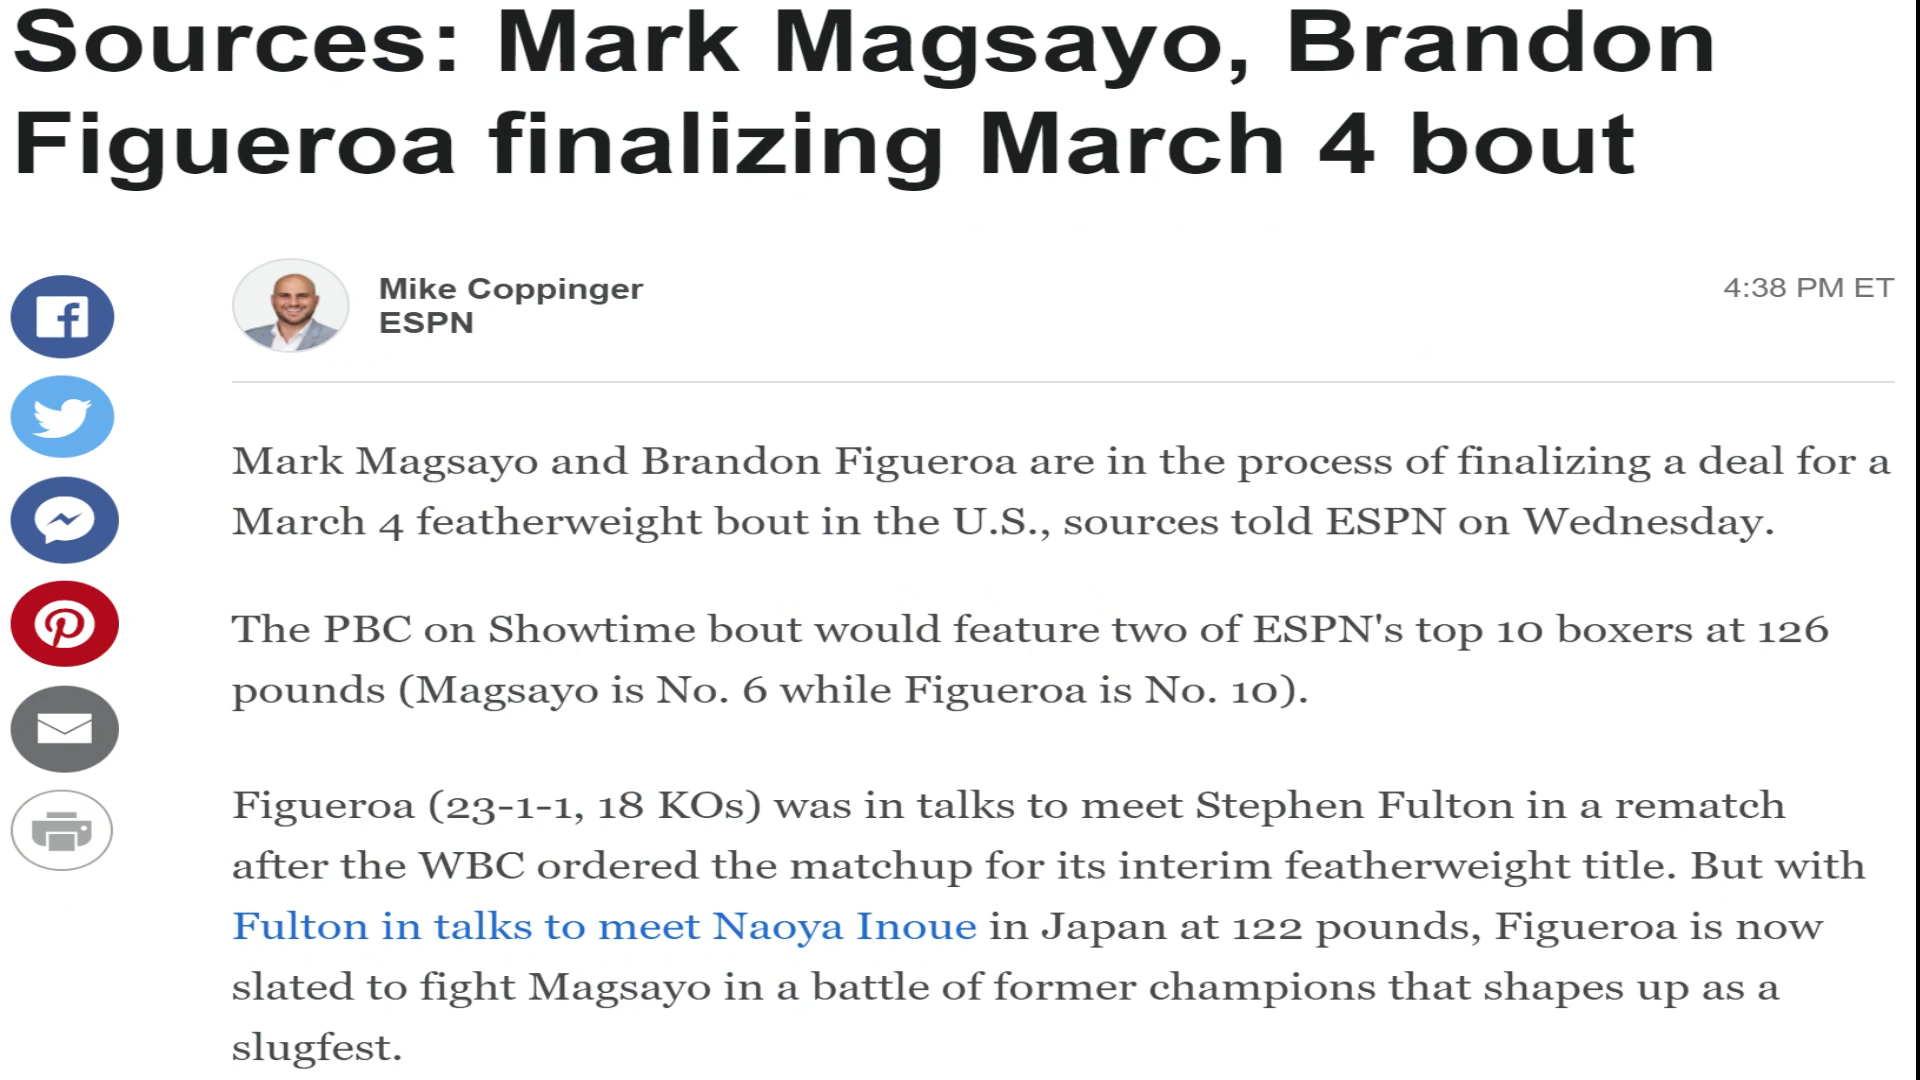 Sources: Mark Magsayo, Brandon
Figueroa finalizing March 4 bout
Mike Coppinger
ESPN
4:38 PM ET
Mark Magsayo and Brandon Figueroa are in the process of finalizing a deal for a
March 4 featherweight bout in the U.S., sources told ESPN on Wednesday.
The PBC on Showtime bout would feature two of ESPN's top 10 boxers at 126
pounds (Magsayo is No. 6 while Figueroa is No. 10).
Figueroa (23-1-1, 18 KOs) was in talks to meet Stephen Fulton in a rematch
after the WBC ordered the matchup for its interim featherweight title. But with
Fulton in talks to meet Naoya Inoue in Japan at 122 pounds, Figueroa is now
slated to fight Magsayo in a battle of former champions that shapes up as a
slugfest.